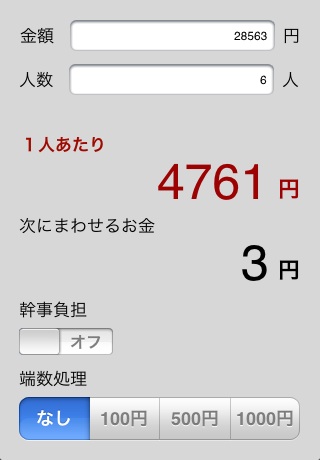 金額 28563 円
人数 6 人
1人あたり
4761 円
次にまわせるお金
3 円
幹事負担
オフ
端数処理
なし 100円 500円 1000円